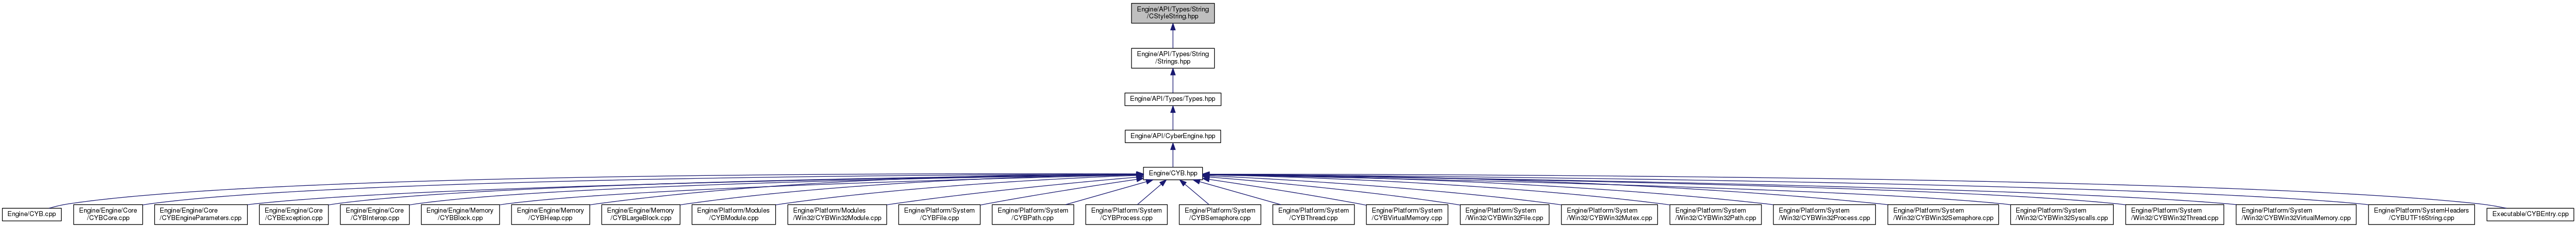 Engine/API/Types/String
/CStyleString.hpp
Engine/API/Types/String
/Strings.hpp
Engine/API/Types/Types.hpp
Engine/API/CyberEngine.hpp
Engine/CYB.hpp
Engine/CYB.cpp
Engine/Engine/Core
/CYBCore.cpp
Engine/Engine/Core
/CYBEngineParameters.cpp
Engine/Engine/Core
/CYBException.cpp
Engine/Engine/Core
/CYBInterop.cpp
Engine/Engine/Memory
/CYBBlock.cpp
Engine/Engine/Memory
/CYBHeap.cpp
Engine/Engine/Memory
/CYBLargeBlock.cpp
Engine/Platform/Modules
/CYBModule.cpp
Engine/Platform/Modules
/Win32/CYBWin32Module.cpp
Engine/Platform/System
/CYBFile.cpp
Engine/Platform/System
/CYBPath.cpp
Engine/Platform/System
/CYBProcess.cpp
Engine/Platform/System
/CYBSemaphore.cpp
Engine/Platform/System
/CYBThread.cpp
Engine/Platform/System
/CYBVirtualMemory.cpp
Engine/Platform/System
/Win32/CYBWin32File.cpp
Engine/Platform/System
/Win32/CYBWin32Mutex.cpp
Engine/Platform/System
/Win32/CYBWin32Path.cpp
Engine/Platform/System
/Win32/CYBWin32Process.cpp
Engine/Platform/System
/Win32/CYBWin32Semaphore.cpp
Engine/Platform/System
/Win32/CYBWin32Syscalls.cpp
Engine/Platform/System
/Win32/CYBWin32Thread.cpp
Engine/Platform/System
/Win32/CYBWin32VirtualMemory.cpp
Engine/Platform/SystemHeaders
/CYBUTF16String.cpp
Executable/CYBEntry.cpp